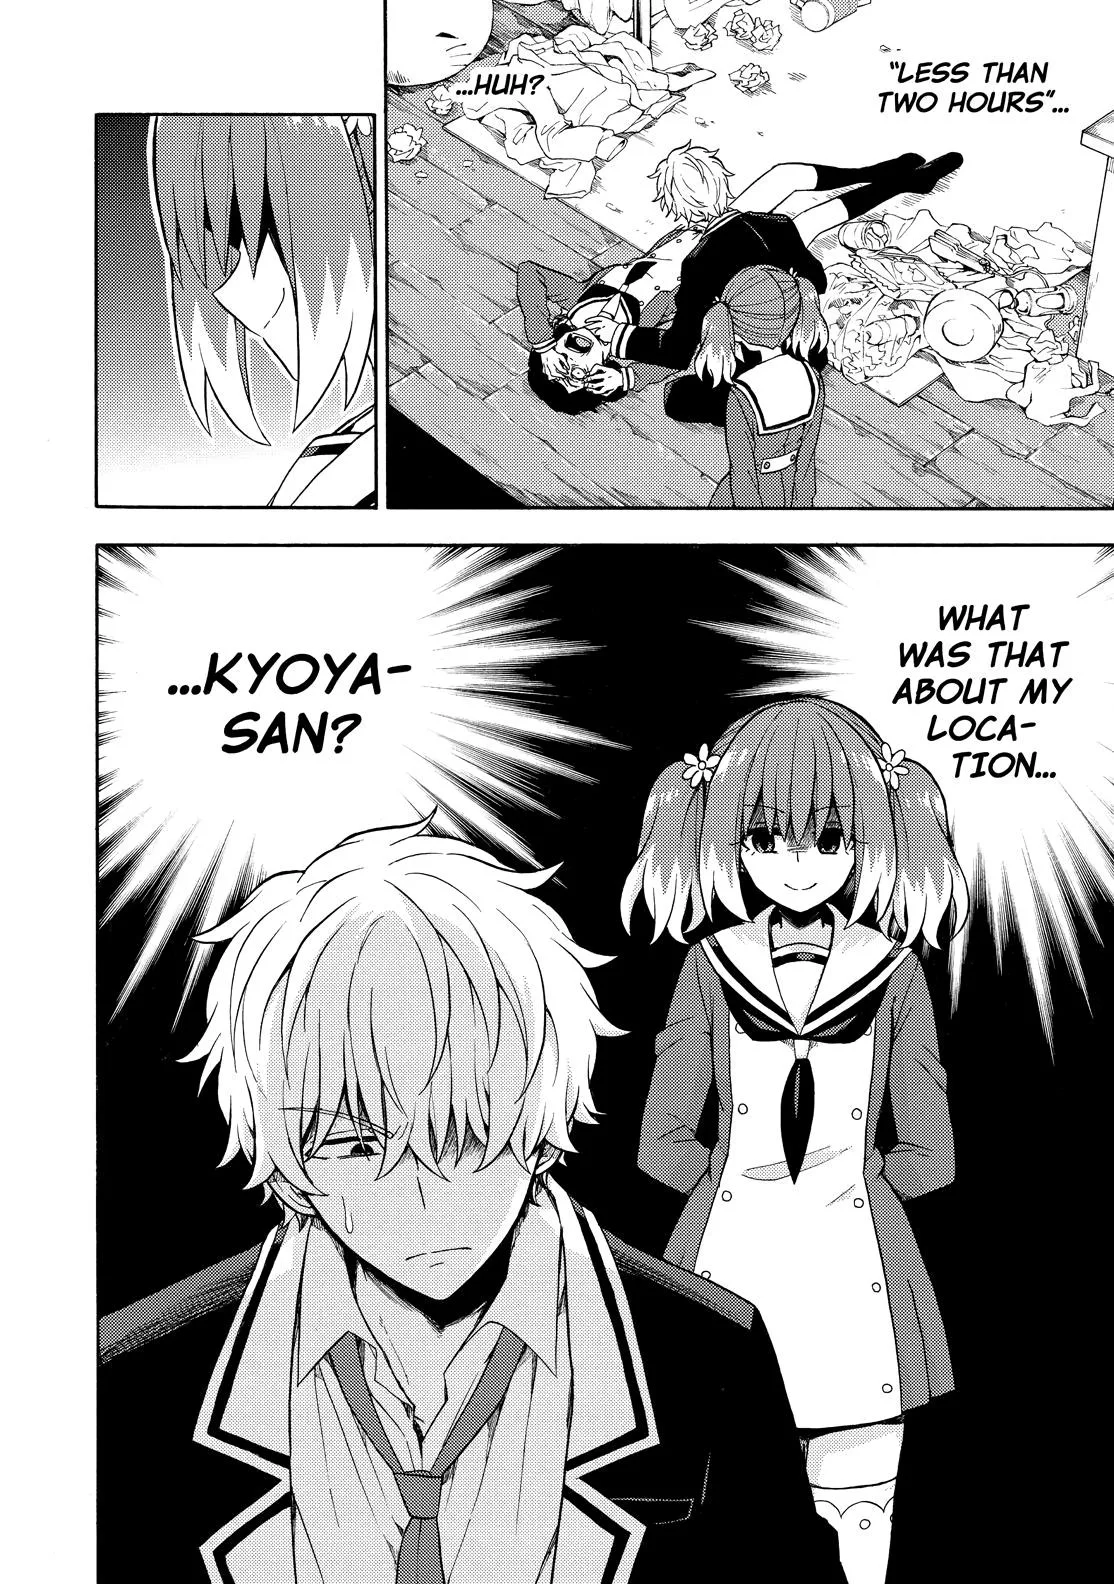 "LESS THAN
TWO HOURS"...
...HUH?
WHAT
WAS THAT
ABOUT MY
LOCA-
TION...
...KYOYA-
SAN?